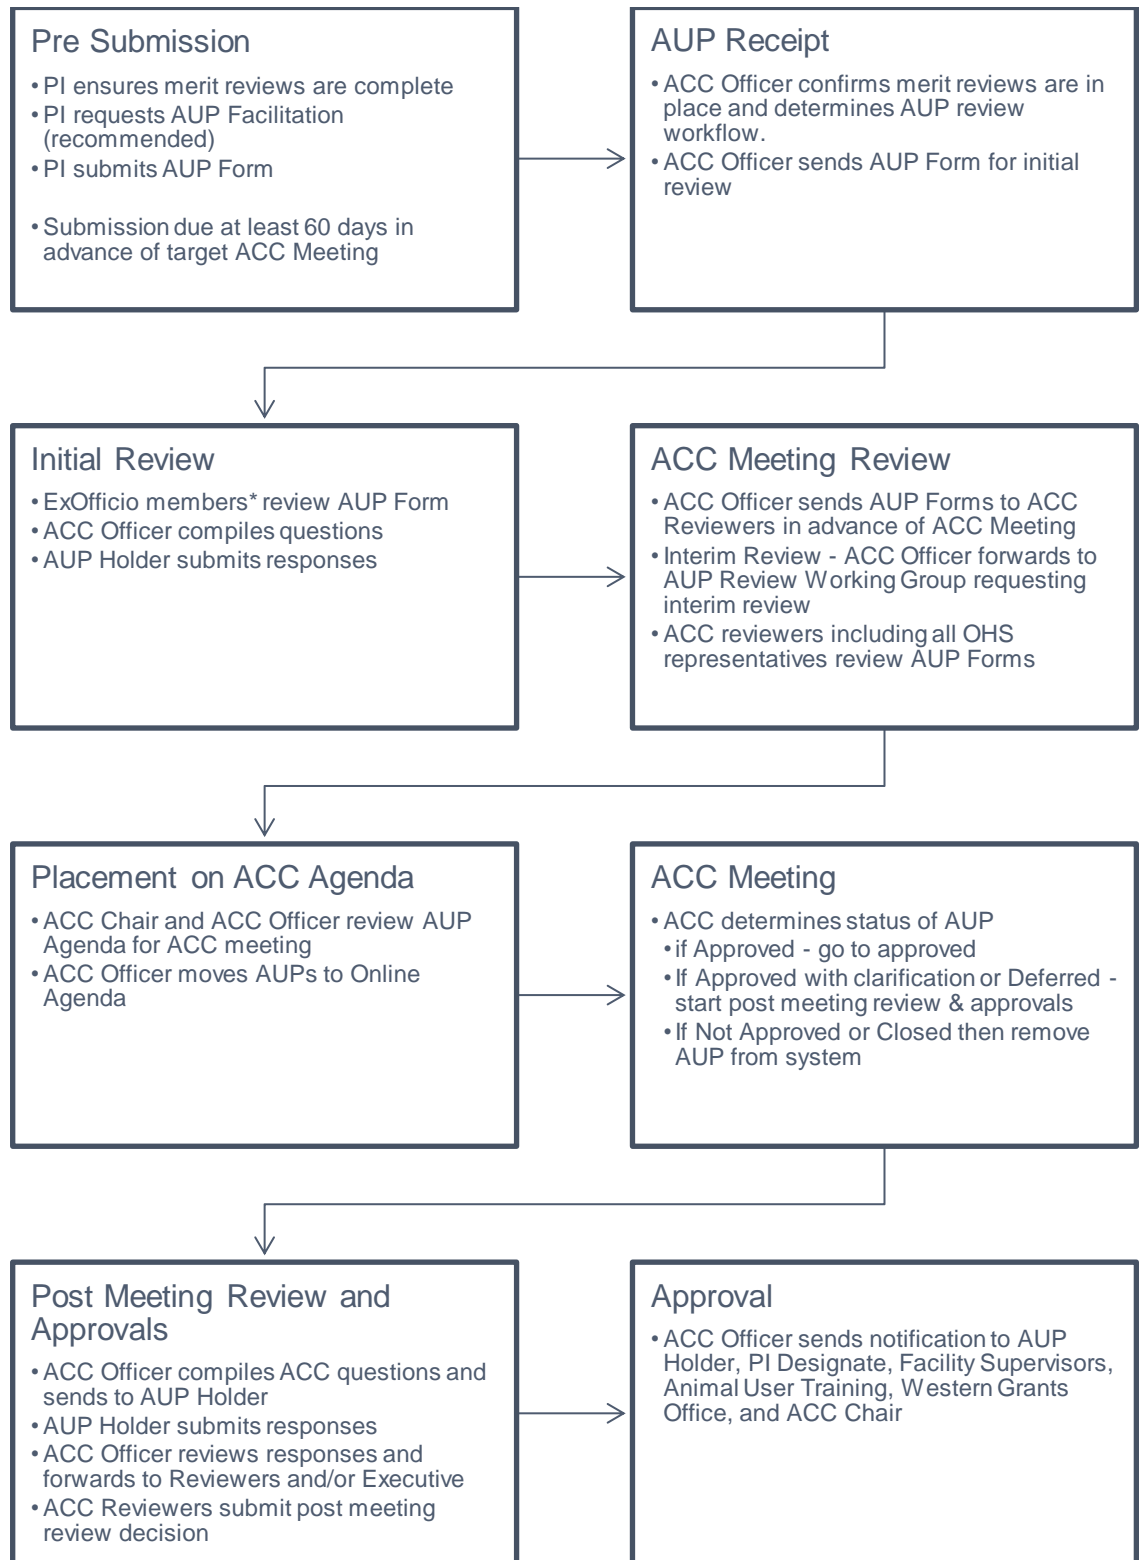 Pre Submission
• PI ensures merit reviews are complete
• PI requests AUP Facilitation
(recommended)
• PI submits AUP Form
• Submission due at least 60 days in
advance of target ACC Meeting
AUP Receipt
• ACC Officer confirms merit reviews are in
place and determines AUP review
workflow.
• ACC Officer sends AUP Form for initial
review
Initial Review
• ExOfficio members* review AUP Form
• ACC Officer compiles questions
• AUP Holder submits responses
ACC Meeting Review
• ACC Officer sends AUP Forms to ACC
Reviewers in advance of ACC Meeting
• Interim Review - ACC Officer forwards to
AUP Review Working Group requesting
interim review
• ACC reviewers including all OHS
representatives review AUP Forms
Placement on ACC Agenda
• ACC Chair and ACC Officer review AUP
Agenda for ACC meeting
• ACC Officer moves AUPs to Online
Agenda
ACC Meeting
• ACC determines status of AUP
• if Approved - go to approved
• If Approved with clarification or Deferred -
start post meeting review & approvals
• If Not Approved or Closed then remove
AUP from system
Post Meeting Review and
Approvals
• ACC Officer compiles ACC questions and
sends to AUP Holder
• AUP Holder submits responses
• ACC Officer reviews responses and
forwards to Reviewers and/or Executive
• ACC Reviewers submit post meeting
review decision
Approval
• ACC Officer sends notification to AUP
Holder, PI Designate, Facility Supervisors,
Animal User Training, Western Grants
Office, and ACC Chair